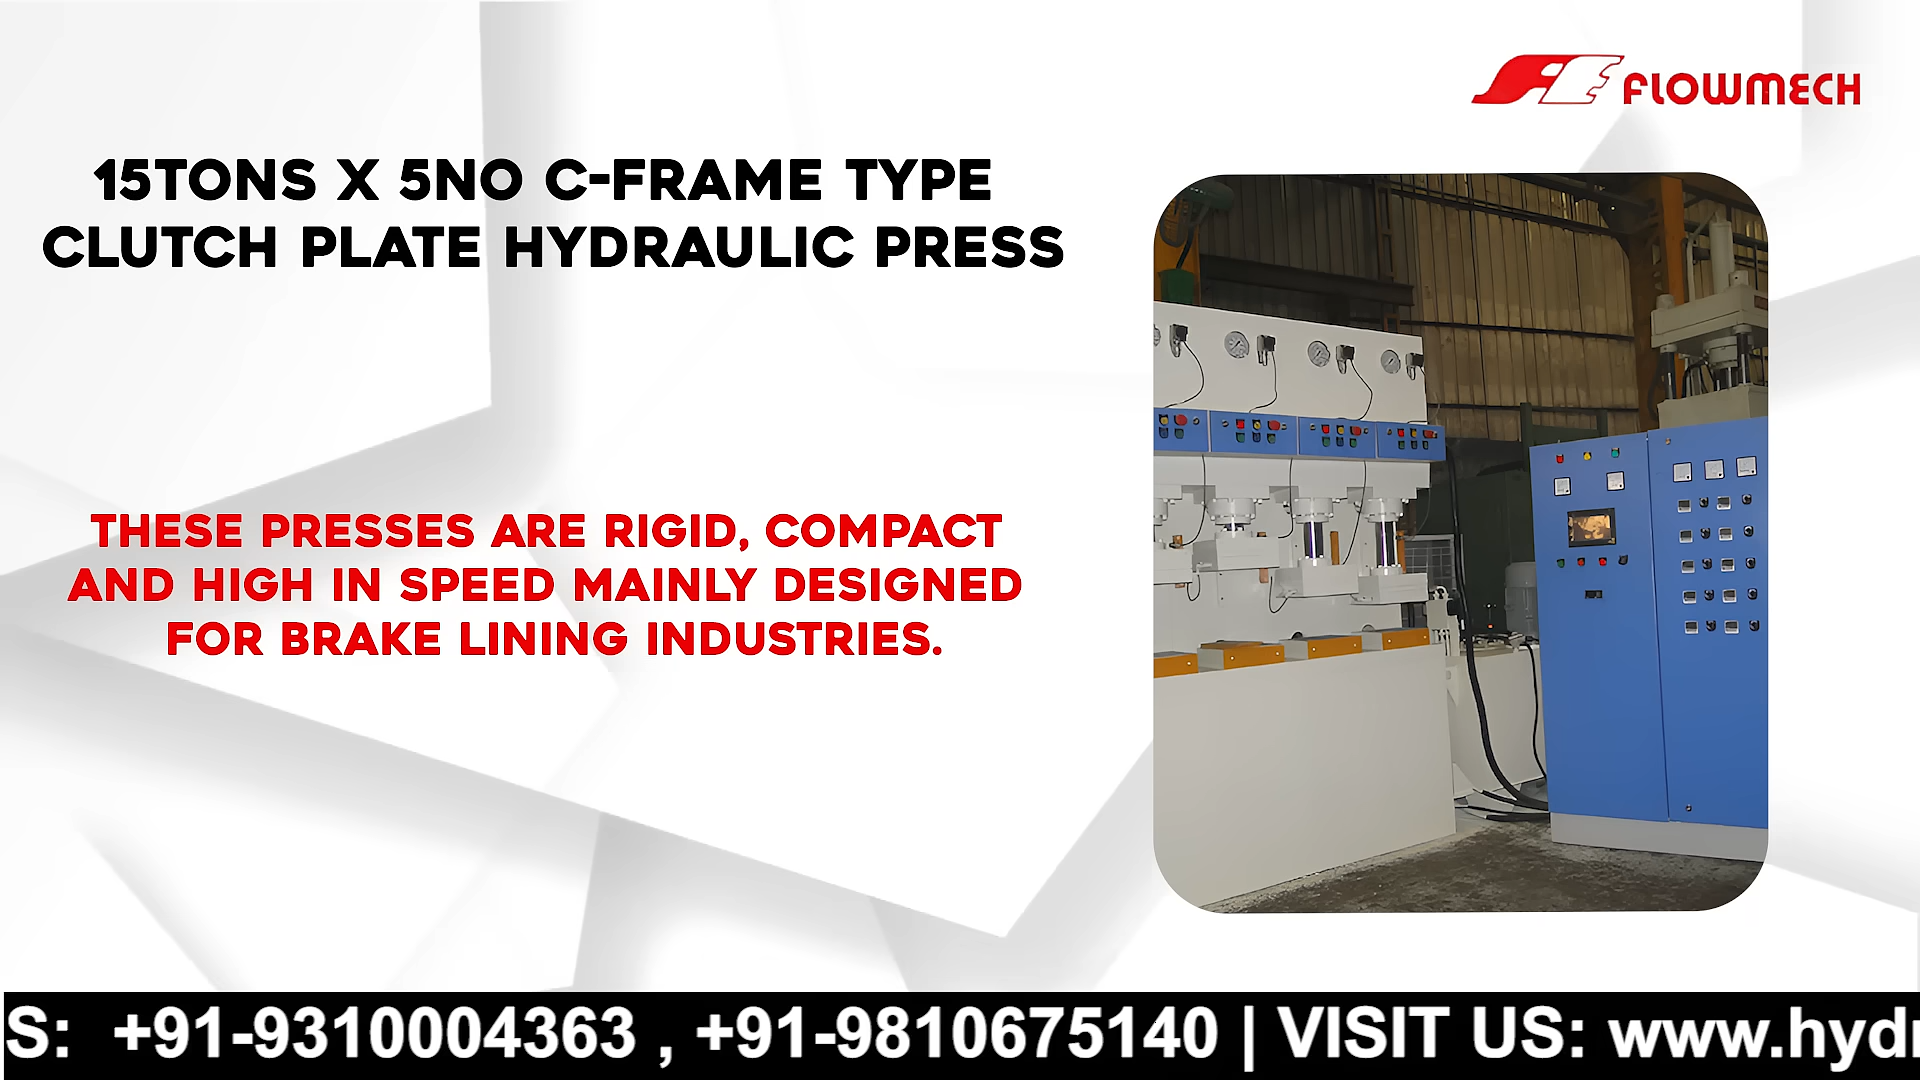 FLOWMECH
15TONS X 5NO C-FRAME TYPE
CLUTCH PLATE HYDRAULIC PRESS
THESE PRESSES ARE RIGID, COMPACT
AND HIGH IN SPEED MAINLY DESIGNED
FOR BRAKE LINING INDUSTRIES.
S: +91-9310004363 , +91-9810675140 | VISIT US: www.hyd